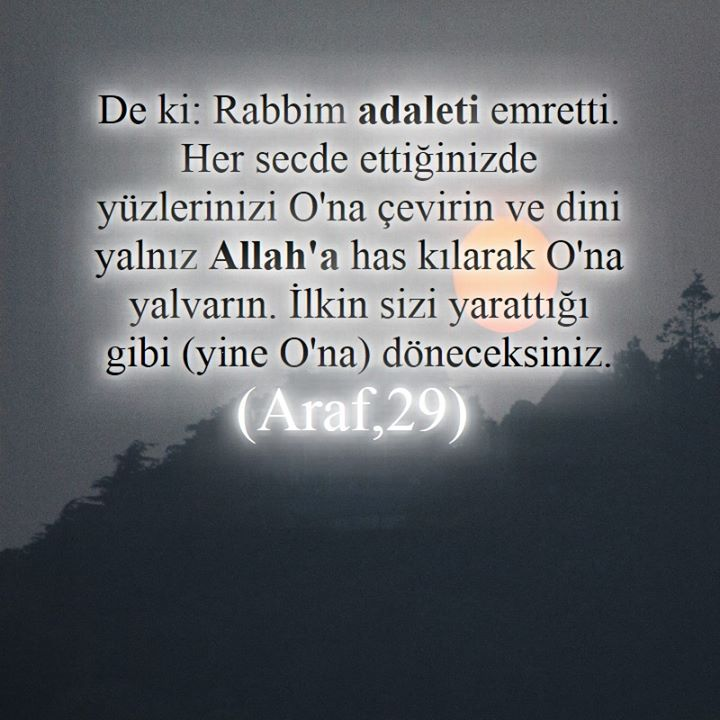 De ki: Rabbim adaleti emretti.
Her secde ettiğinizde
yüzlerinizi O'na çevirin ve dini
yalnız Allah'a has kılarak O'na
yalvarın. İlkin sizi yarattığı
gibi (yine O'na) döneceksiniz.
(Araf,29)